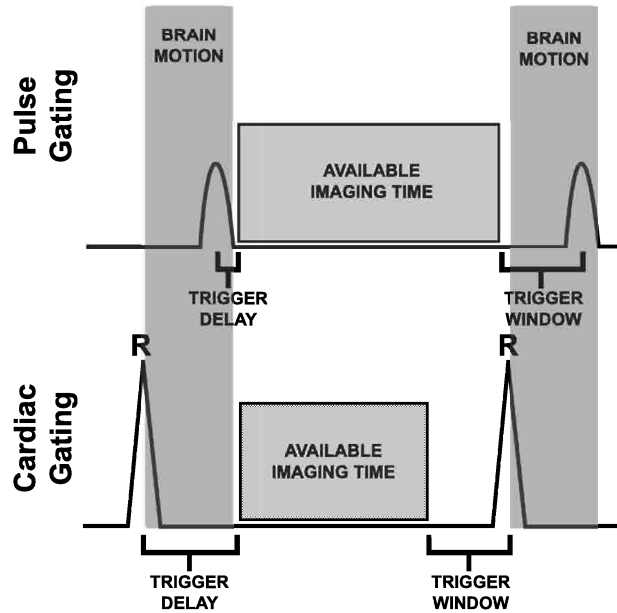 BRAIN
MOTION
BRAIN
MOTION
Pulse
Gating
AVAILABLE
IMAGING TIME
TRIGGER
DELAY
TRIGGER
WINDOW
R
R
Cardiac
Gating
AVAILABLE
IMAGING TIME
TRIGGER
DELAY
TRIGGER
WINDOW